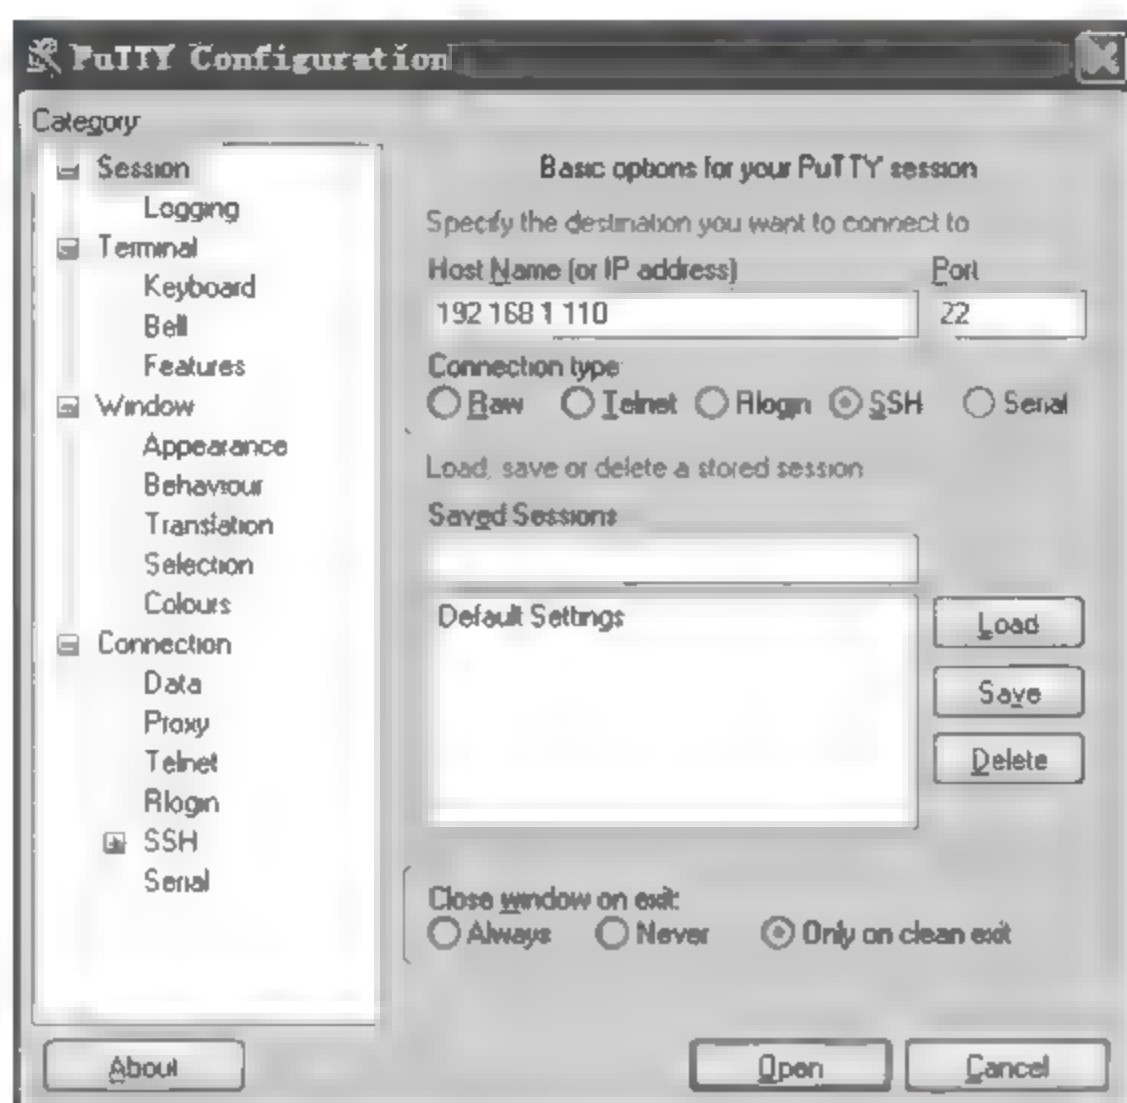 PuTTY Configuration
Category:
Session
Logging
Terminal
Keyboard
Bell
Features
Window
Appearance
Behaviour
Translation
Selection
Colours
Connection
Data
Proxy
Telnet
Rlogin
SSH
Serial
Basic options for your PuTTY session
Specify the destination you want to connect to
Host Name (or IP address) Port
192 168 1 110 22
Connection type:
Raw Telnet Rlogin SSH Serial
Load, save or delete a stored session
Saved Sessions
Default Settings
Load
Save
Delete
Close window on exit:
Always Never Only on clean exit
About Open Cancel